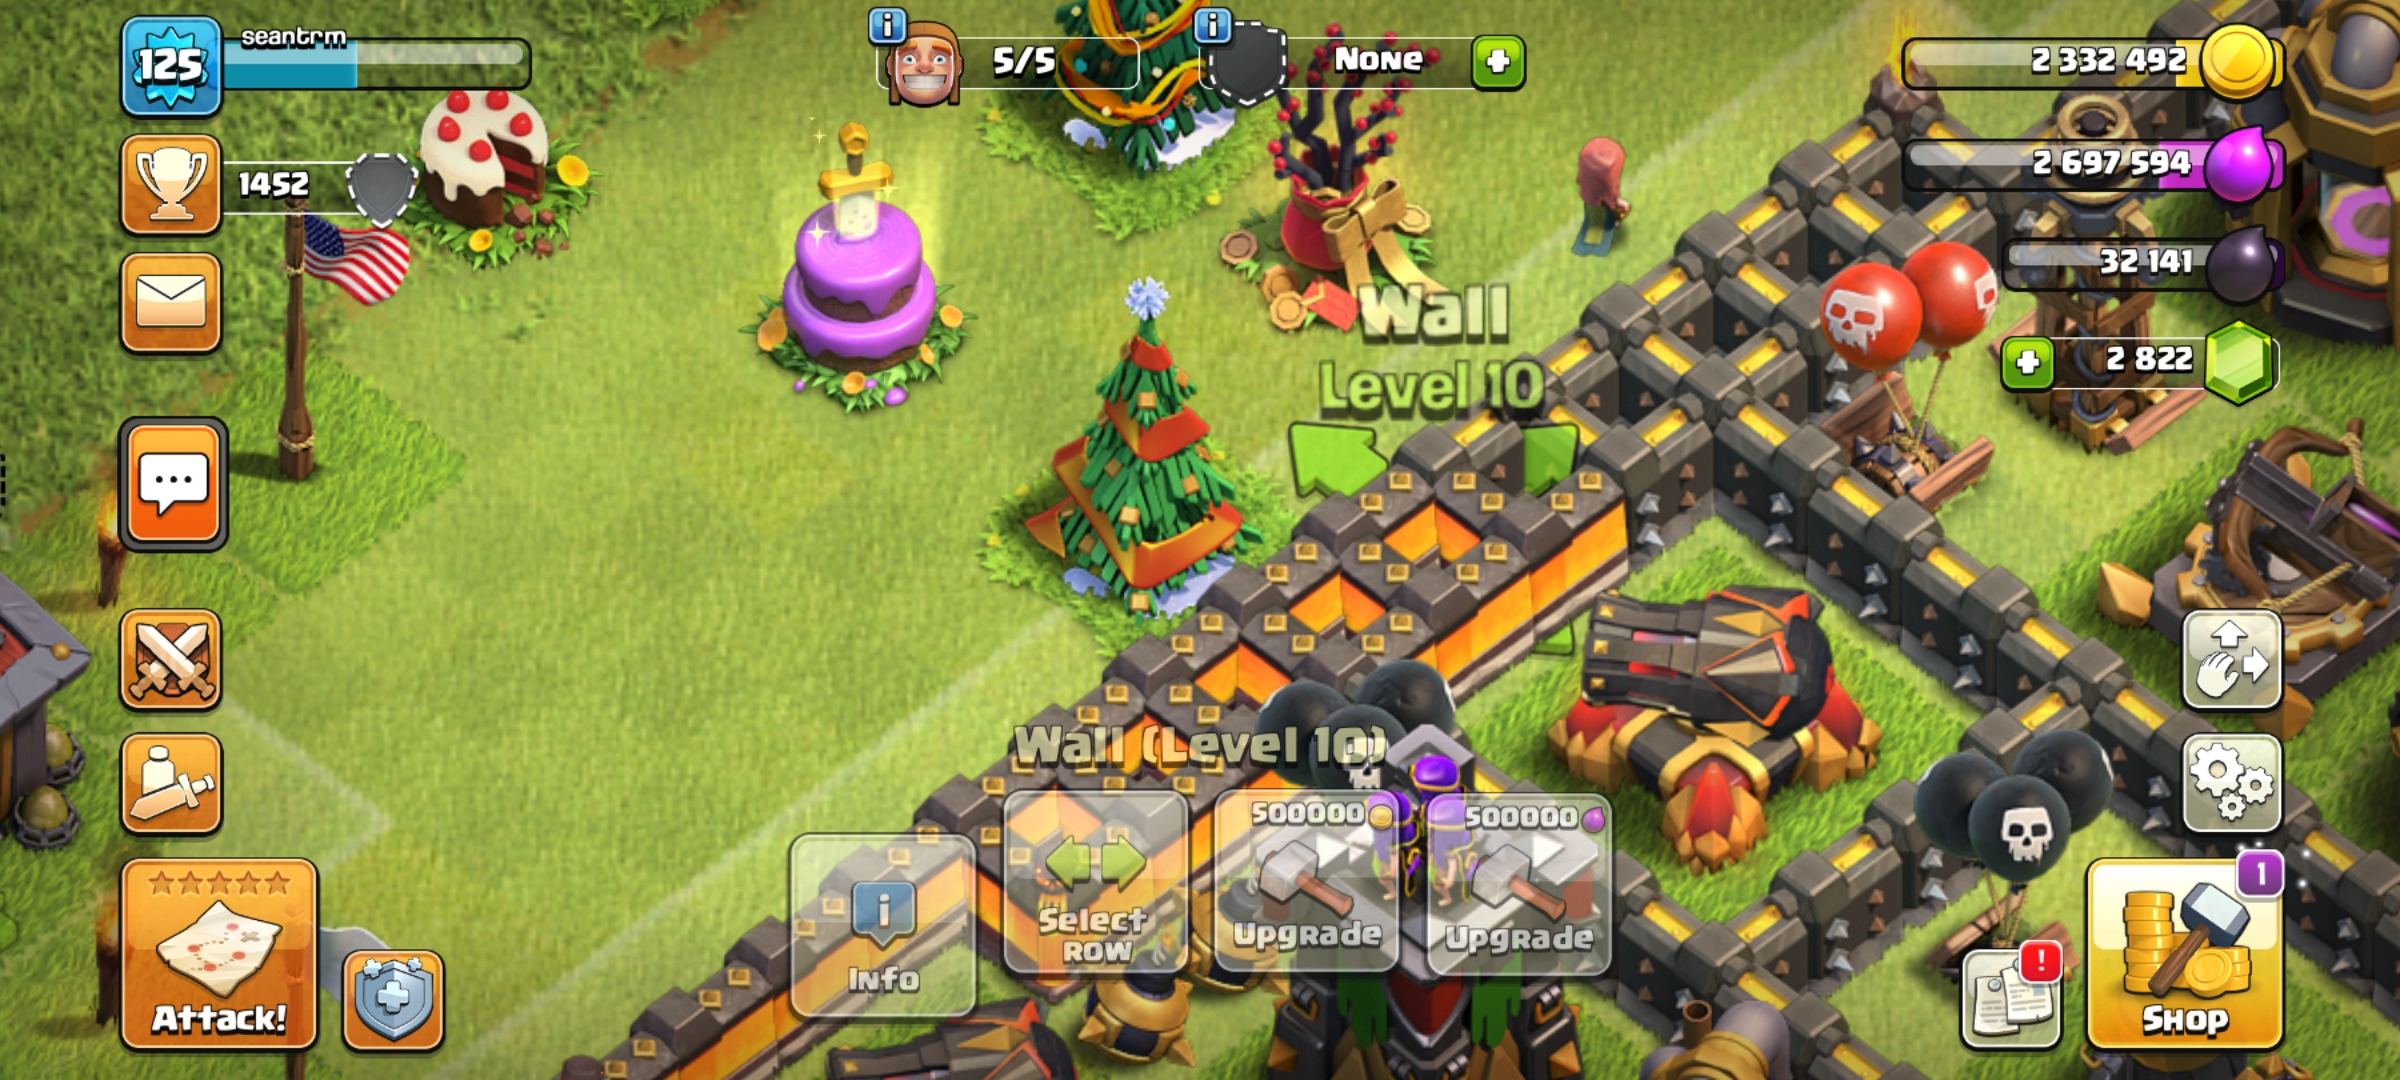 125
seantrm
5/5
None
2 332 492
1452
2 697 594
32 141
2 822
Wall
Level 10
Wall (Level 10)
500000
500000
Info
Select
Row
Upgrade
Upgrade
Attack!
!
1
Shop